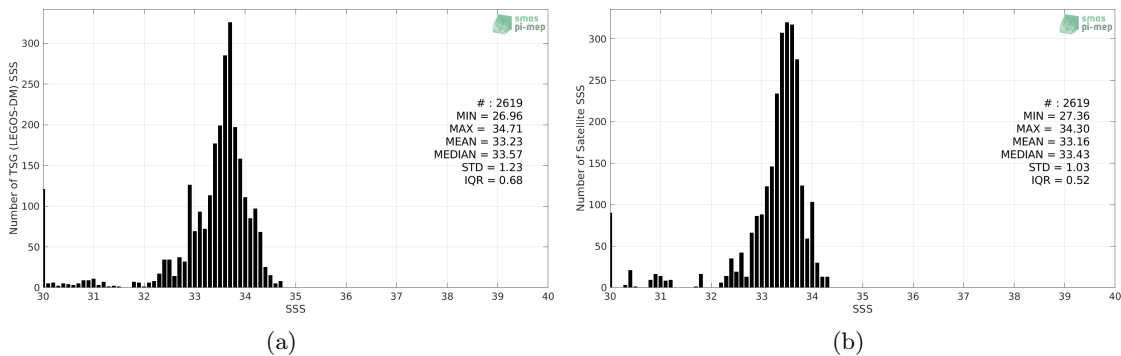 smos
pi-mep
300
250
200
150
100
50
0
Number of TSG (LEGOS-DM) SSS
# : 2619
MIN = 26.96
MAX = 34.71
MEAN = 33.23
MEDIAN = 33.57
STD = 1.23
IQR = 0.68
30 31 32 33 34 35 36 37 38 39 40
SSS
(a)
smos
pi-mep
300
250
200
150
100
50
0
Number of Satellite SSS
# : 2619
MIN = 27.36
MAX = 34.30
MEAN = 33.16
MEDIAN = 33.43
STD = 1.03
IQR = 0.52
30 31 32 33 34 35 36 37 38 39 40
SSS
(b)